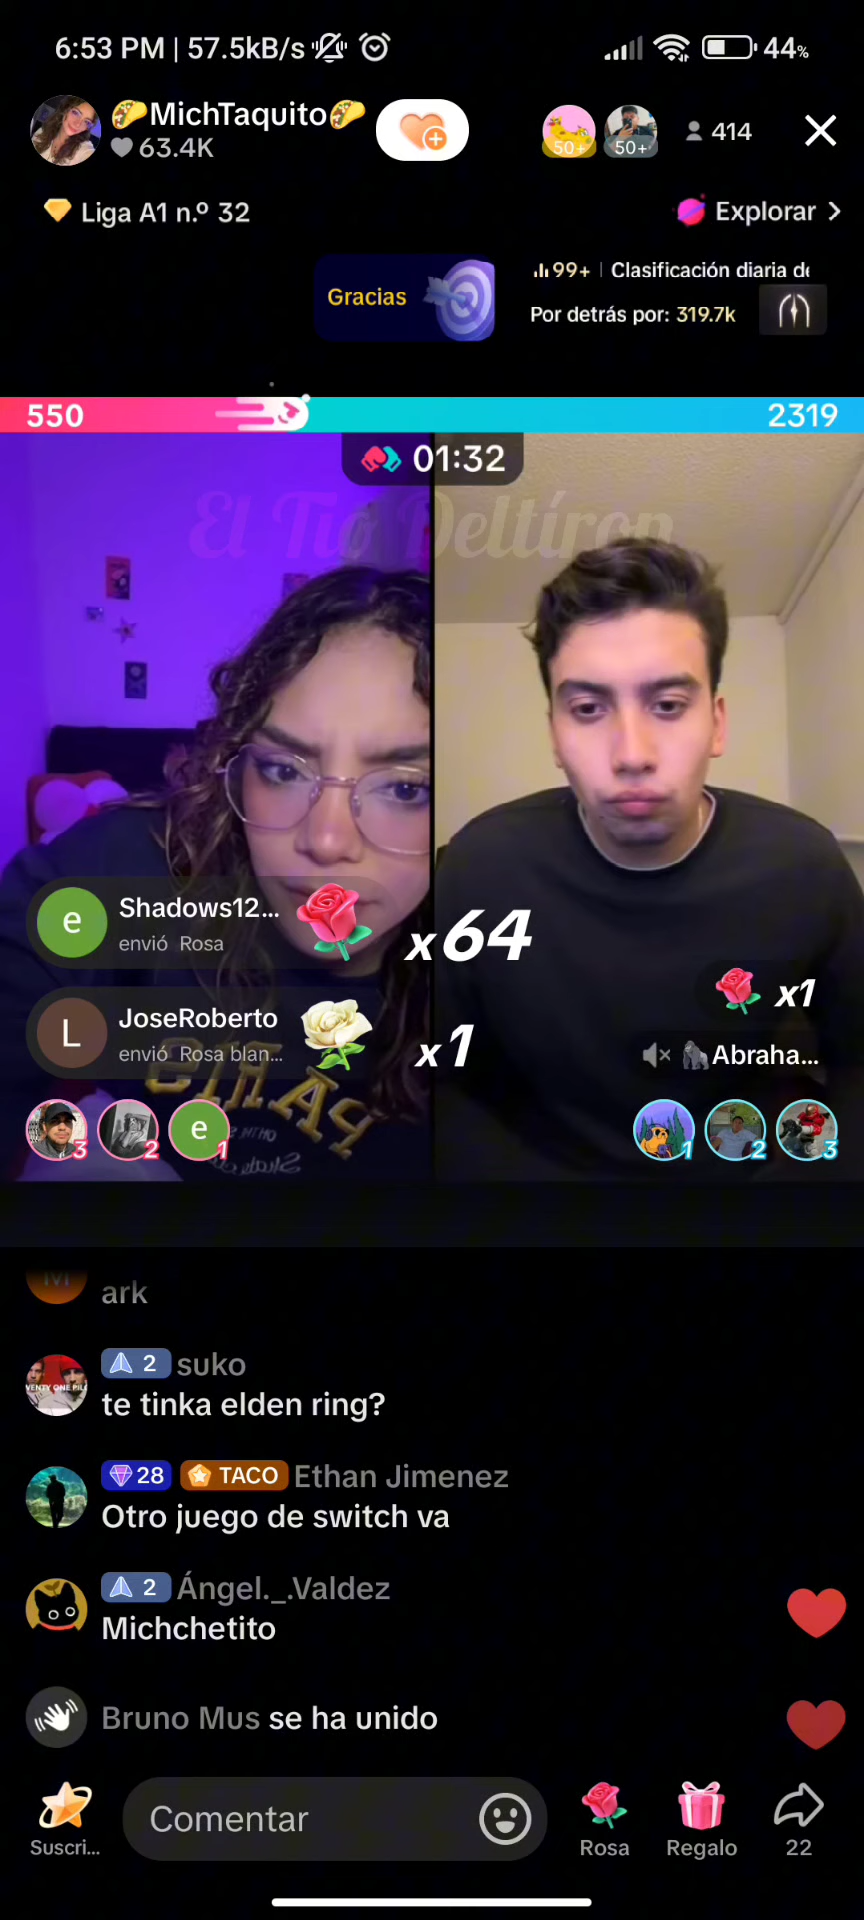 6:53 PM | 57.5kB/s
44%
🌮MichTaquito🌮
63.4K
50+
50+
414
Liga A1 n.º 32
Explorar >
Gracias
99+ | Clasificación diaria de
Por detrás por: 319.7k
550
2319
01:32
El Tio Deltíron
Shadows12...
envió Rosa
x64
JoseRoberto
envió Rosa blan...
x1
x1
🦍Abraha...
PARIS
3
2
e
1
1
2
3
ark
2 suko
te tinka elden ring?
28 TACO Ethan Jimenez
Otro juego de switch va
2 Ángel._.Valdez
Michchetito
Bruno Mus se ha unido
Suscri...
Comentar
Rosa
Regalo
22